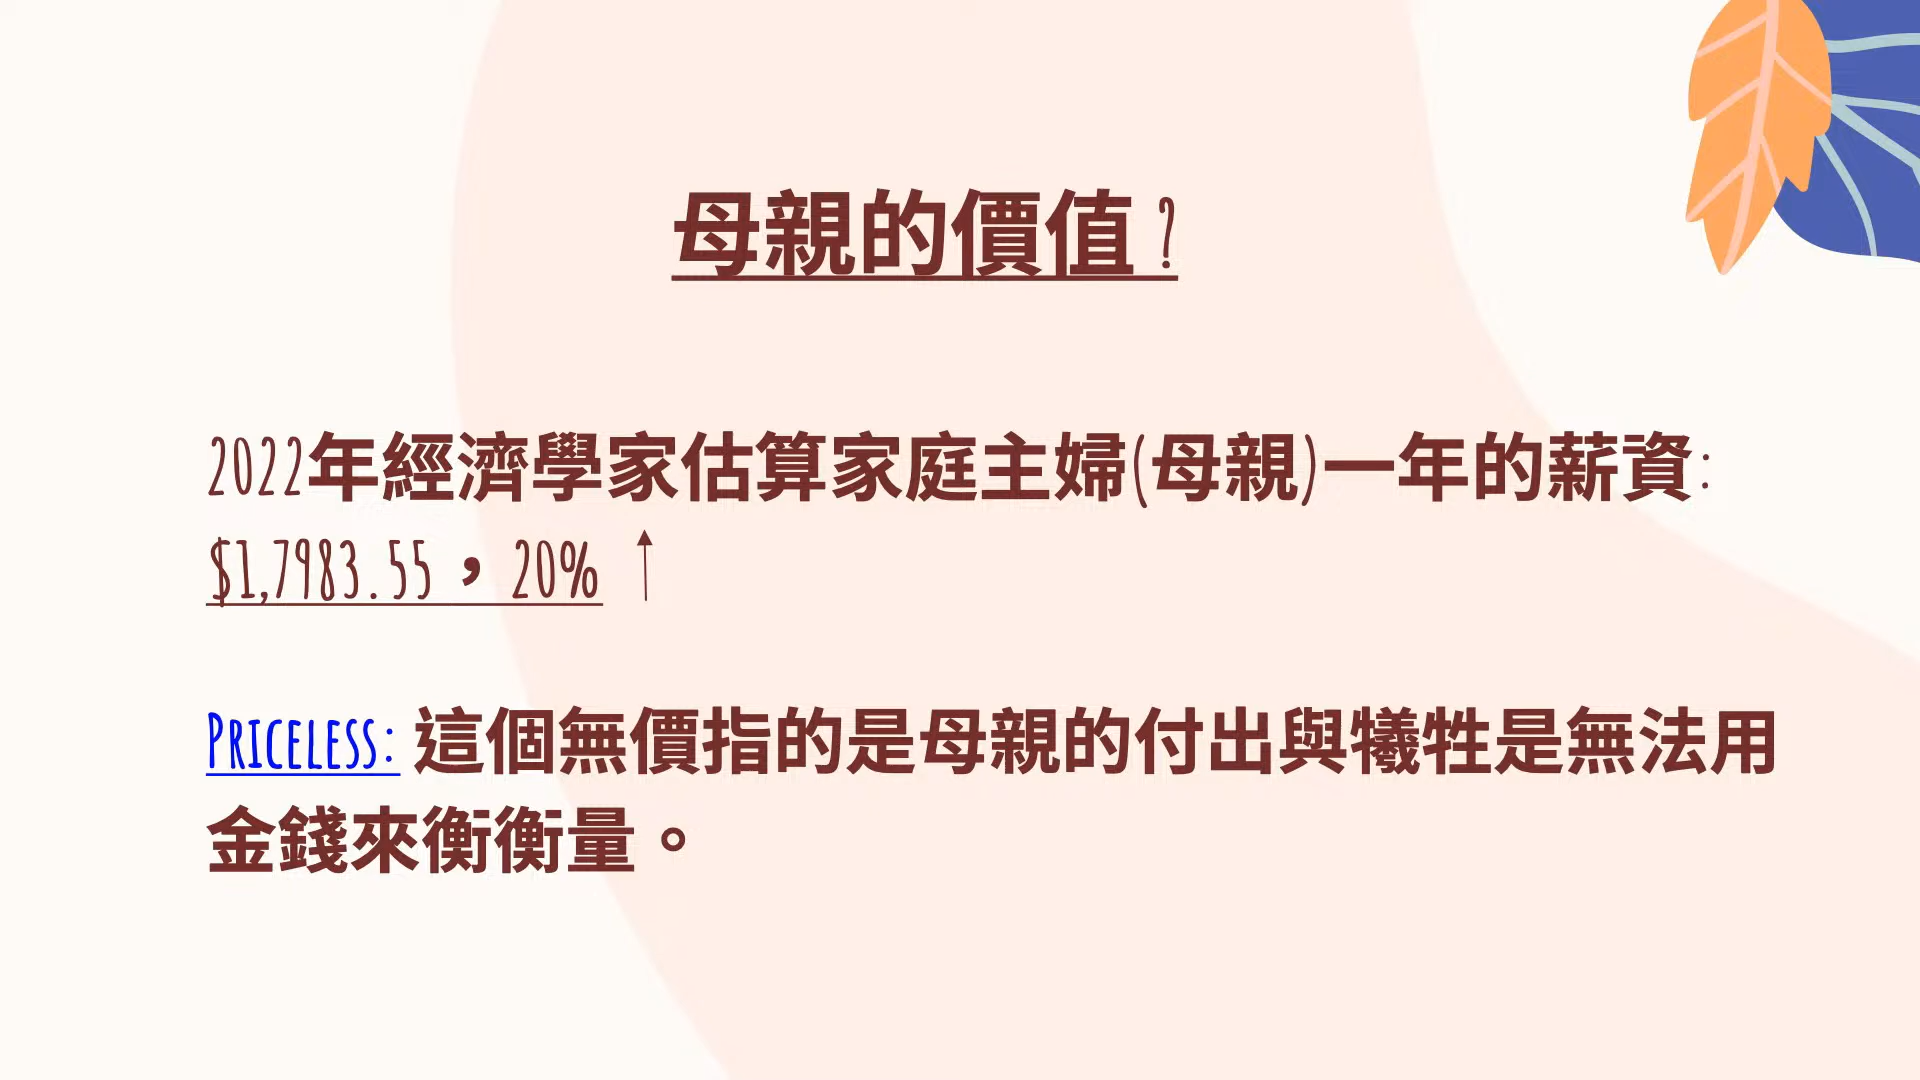 母親的價值?
2022年經濟學家估算家庭主婦(母親)一年的薪資:
$1,7983.55，20% ↑
Priceless: 這個無價指的是母親的付出與犧牲是無法用
金錢來衡衡量。